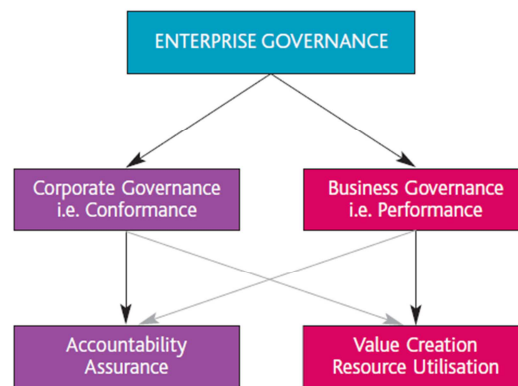 ENTERPRISE GOVERNANCE
Corporate Governance
i.e. Conformance
Business Governance
i.e. Performance
Accountability
Assurance
Value Creation
Resource Utilisation